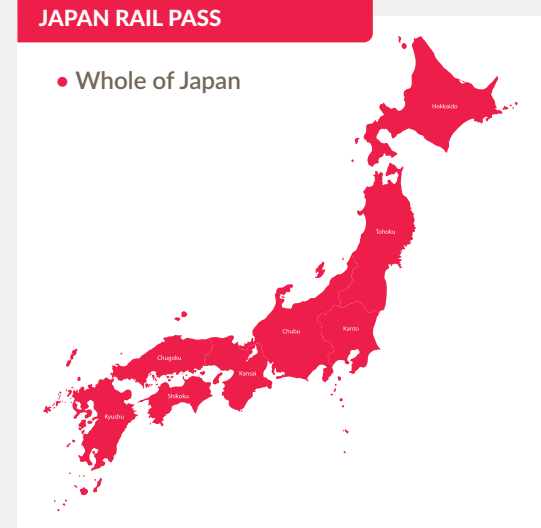 JAPAN RAIL PASS
• Whole of Japan
Hokkaido
Tohoku
Kanto
Chubu
Chugoku
Kansai
Shikoku
Kyushu